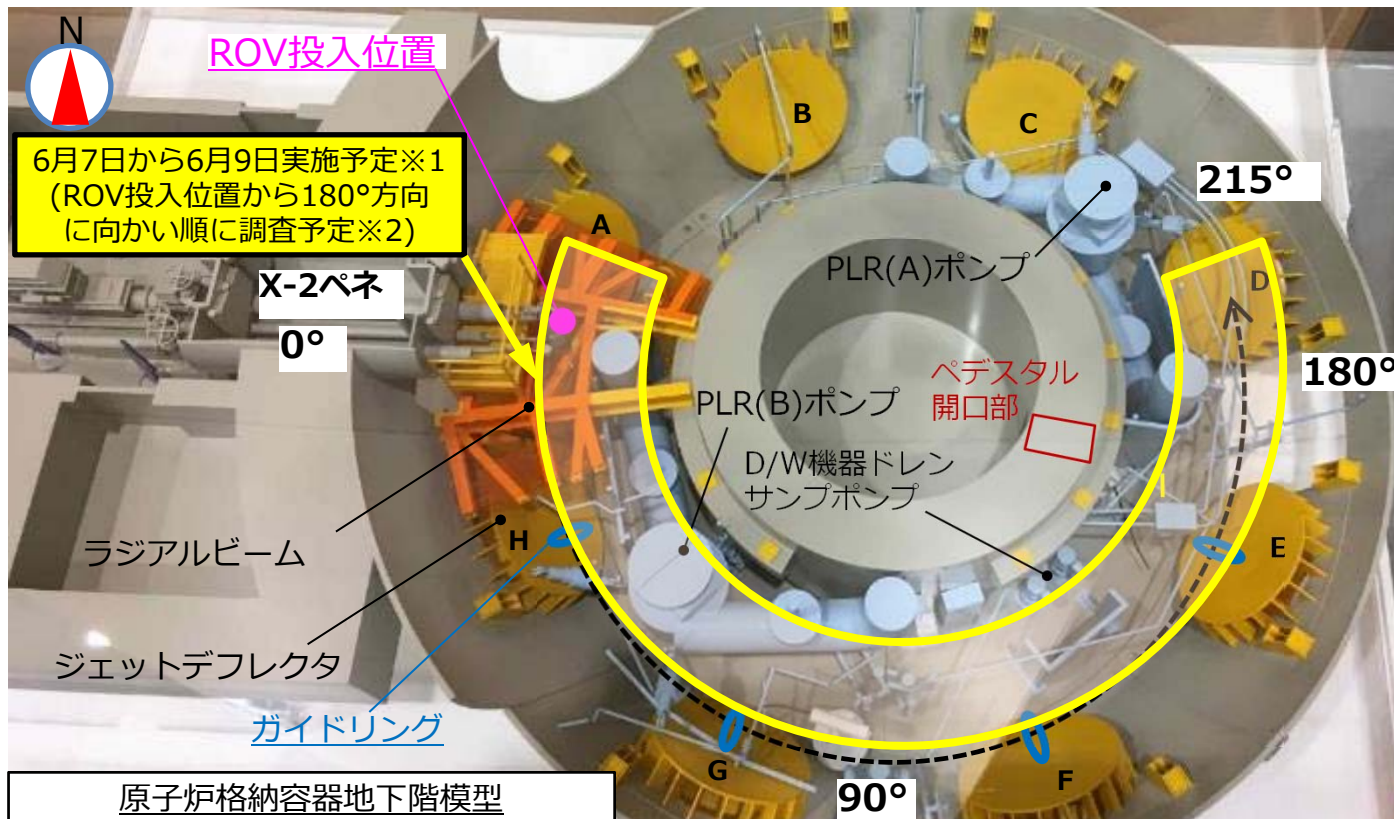 N
ROV投入位置
6月7日から6月9日実施予定※1
(ROV投入位置から180°方向
に向かい順に調査予定※2)
X-2ペネ
0°
A
B
C
215°
PLR(A)ポンプ
D
180°
ペデスタル
開口部
PLR(B)ポンプ
D/W機器ドレン
サンプポンプ
ラジアルビーム
H
E
ジェットデフレクタ
ガイドリング
G
F
90°
原子炉格納容器地下階模型